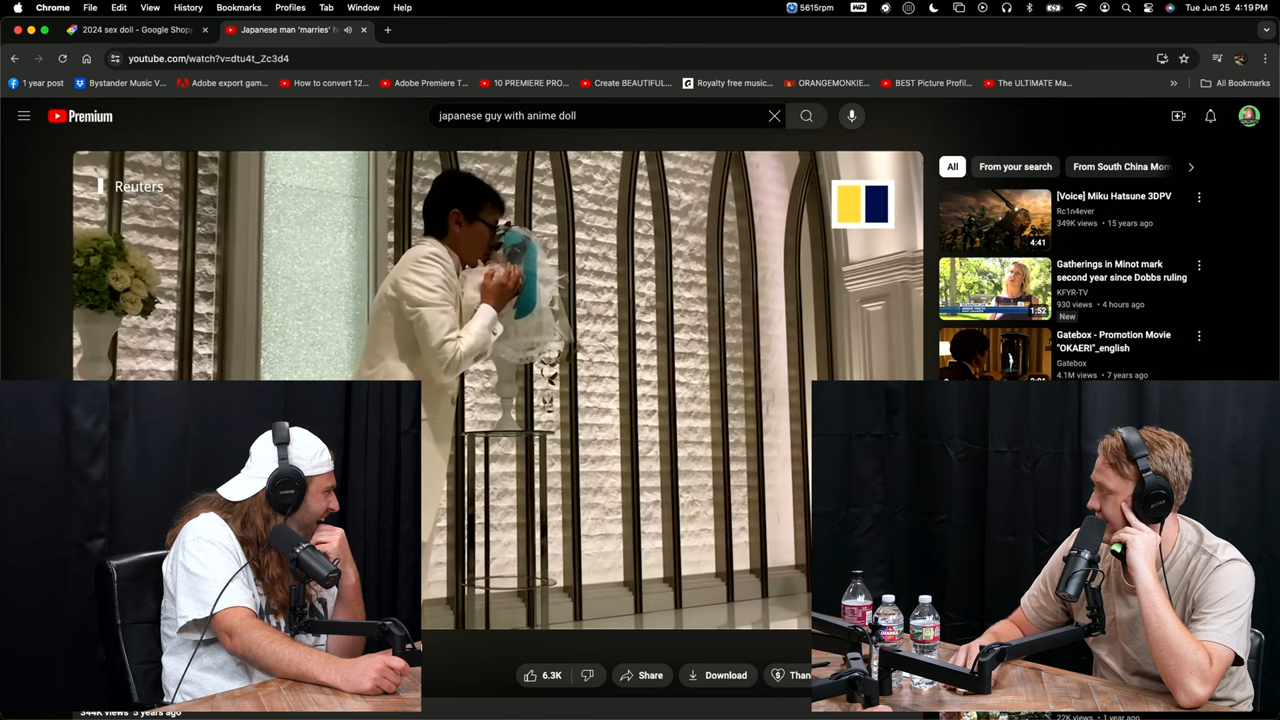 Chrome File Edit View History Bookmarks Profiles Tab Window Help 5615rpm Tue Jun 25 4:19 PM
2024 sex doll - Google Shopp Japanese man 'marries' h
youtube.com/watch?v=dtu4t_Zc3d4
1 year post Bystander Music V... Adobe export gam... How to convert 12... Adobe Premiere T... 10 PREMIERE PRO... Create BEAUTIFUL... Royalty free music... ORANGEMONKIE... BEST Picture Profil... The ULTIMATE Ma... All Bookmarks
Premium
japanese guy with anime doll
Reuters
All From your search From South China Morn
[Voice] Miku Hatsune 3DPV
Rc1n4ever
349K views • 15 years ago
4:41
Gatherings in Minot mark
second year since Dobbs ruling
KFYR-TV
930 views • 4 hours ago
New
1:52
Gatebox - Promotion Movie
"OKAERI"_english
Gatebox
4.1M views • 7 years ago
6.3K Share Download Than
344K views 5 years ago